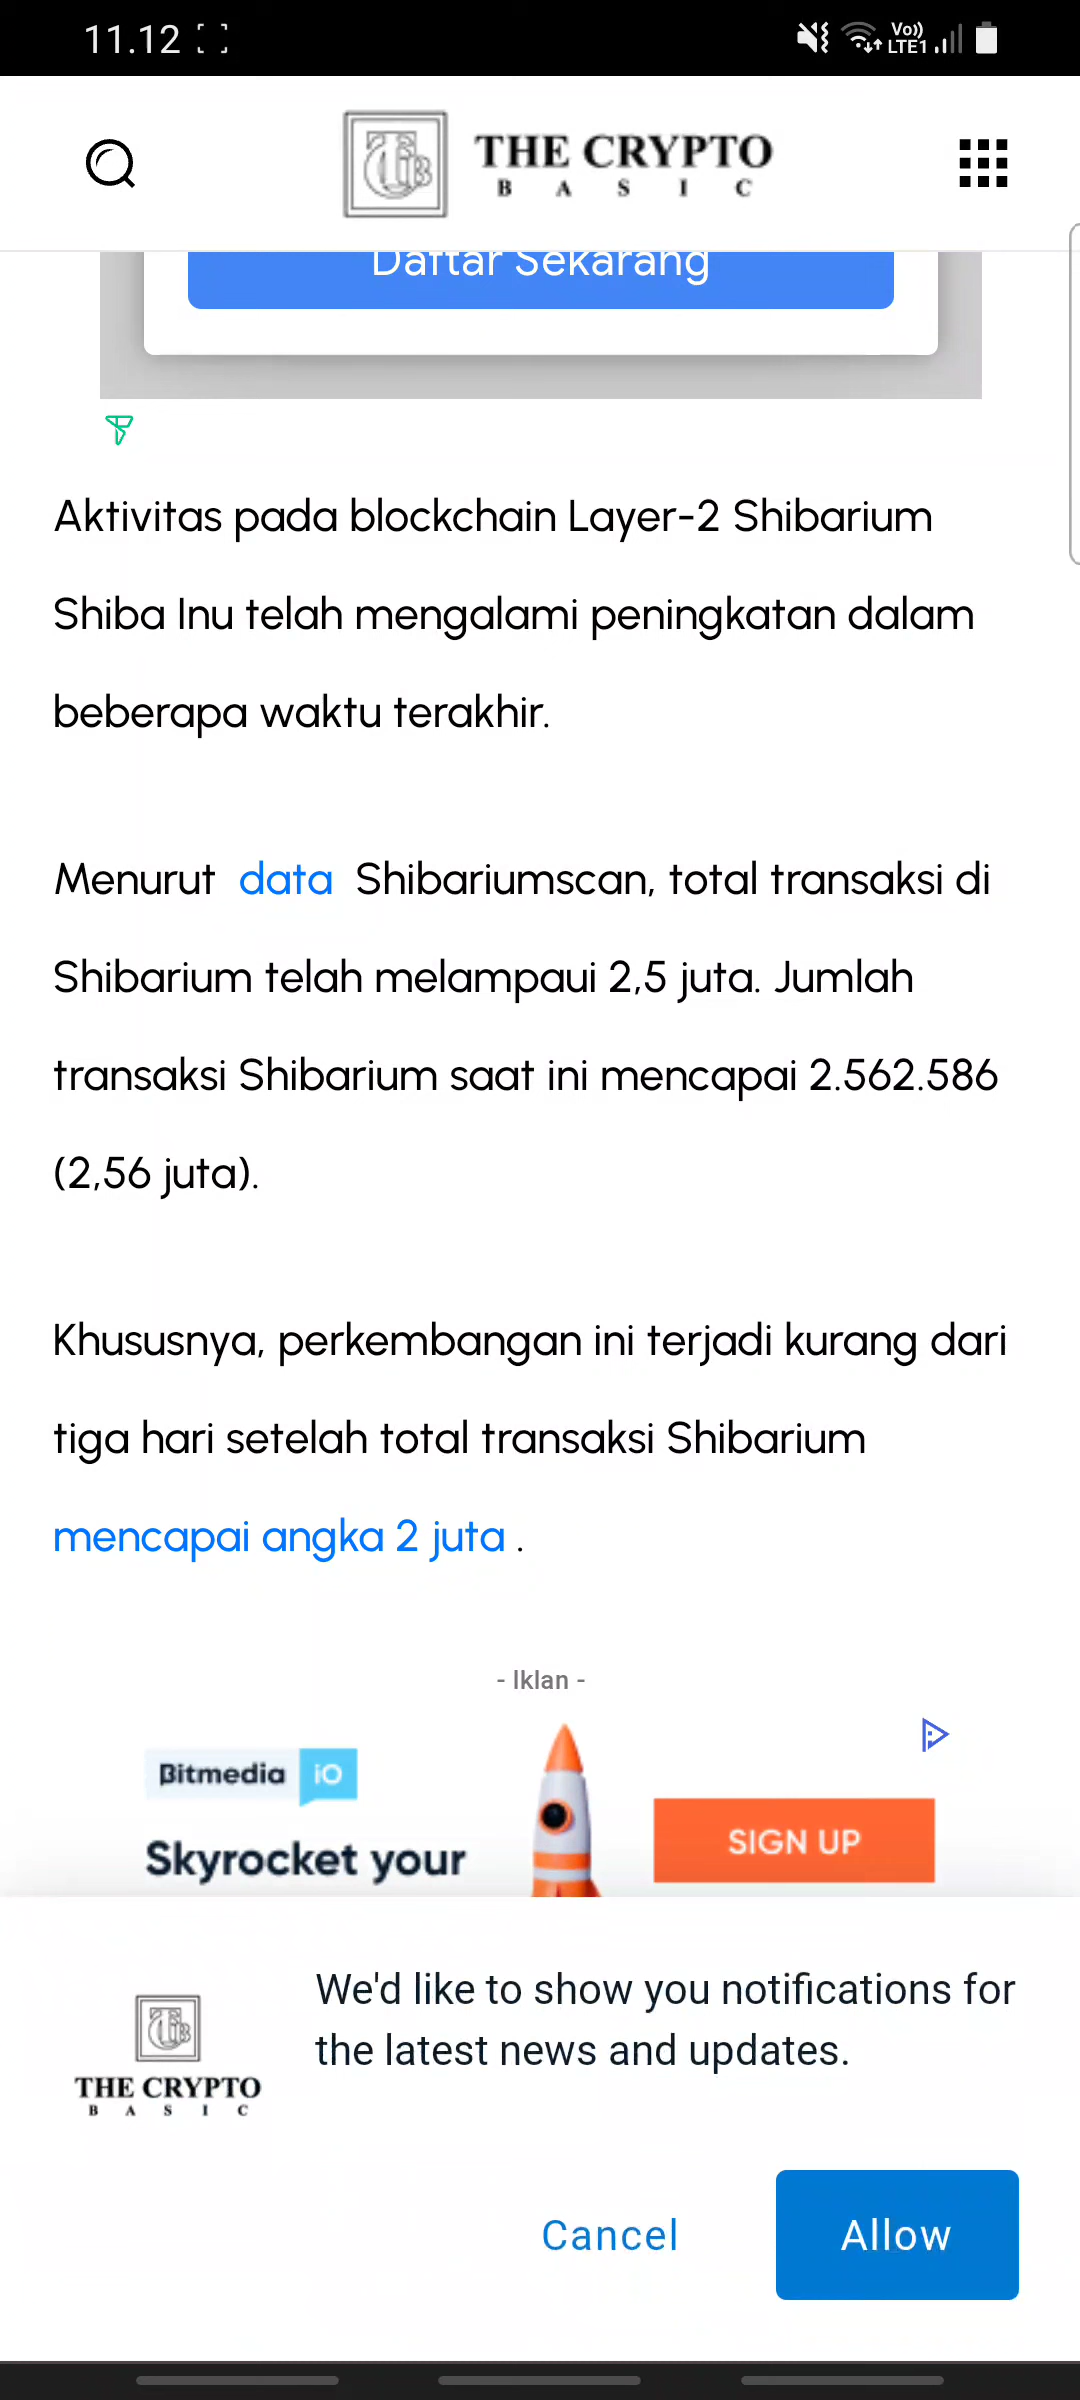 11.12
Vo))
LTE1
THE CRYPTO
BASIC
Daftar Sekarang
Aktivitas pada blockchain Layer-2 Shibarium
Shiba Inu telah mengalami peningkatan dalam
beberapa waktu terakhir.
Menurut data Shibariumscan, total transaksi di
Shibarium telah melampaui 2,5 juta. Jumlah
transaksi Shibarium saat ini mencapai 2.562.586
(2,56 juta).
Khususnya, perkembangan ini terjadi kurang dari
tiga hari setelah total transaksi Shibarium
mencapai angka 2 juta .
- Iklan -
Bitmedia iO
Skyrocket your
SIGN UP
We'd like to show you notifications for
the latest news and updates.
THE CRYPTO
BASIC
Cancel
Allow